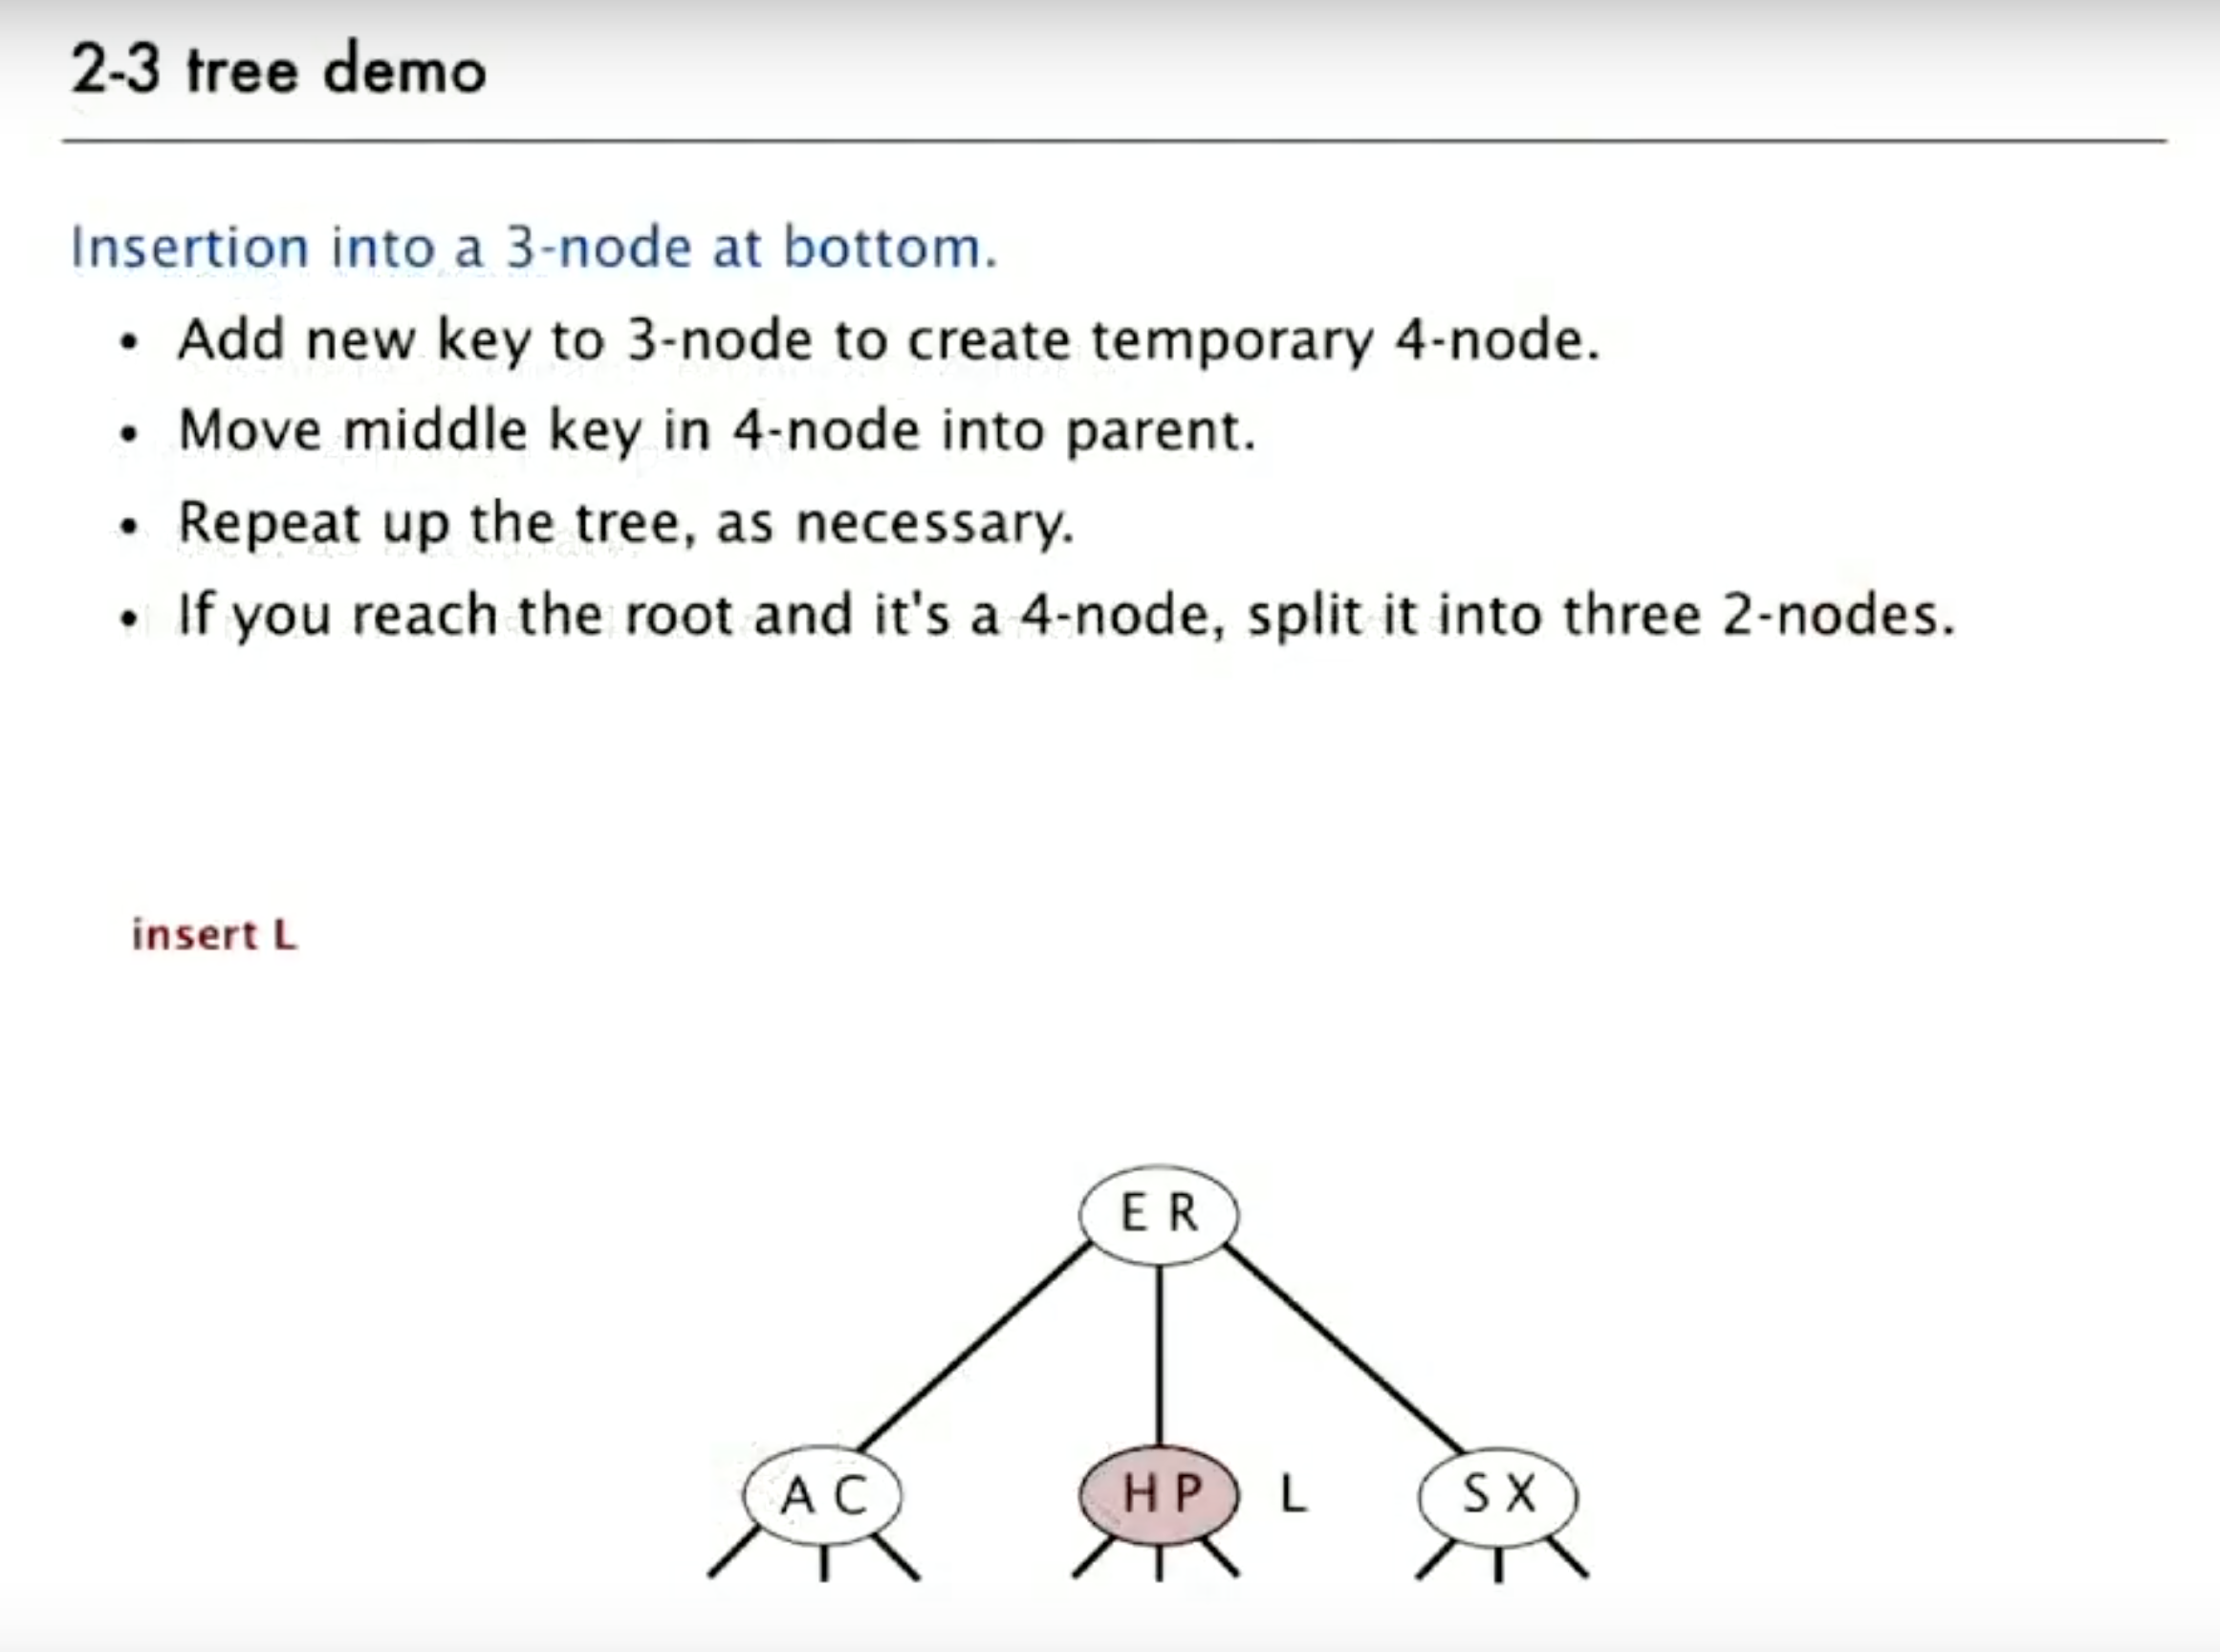 2-3 tree demo
Insertion into a 3-node at bottom.
• Add new key to 3-node to create temporary 4-node.
• Move middle key in 4-node into parent.
• Repeat up the tree, as necessary.
• If you reach the root and it's a 4-node, split it into three 2-nodes.
insert L
E R
A C
H P
L
S X